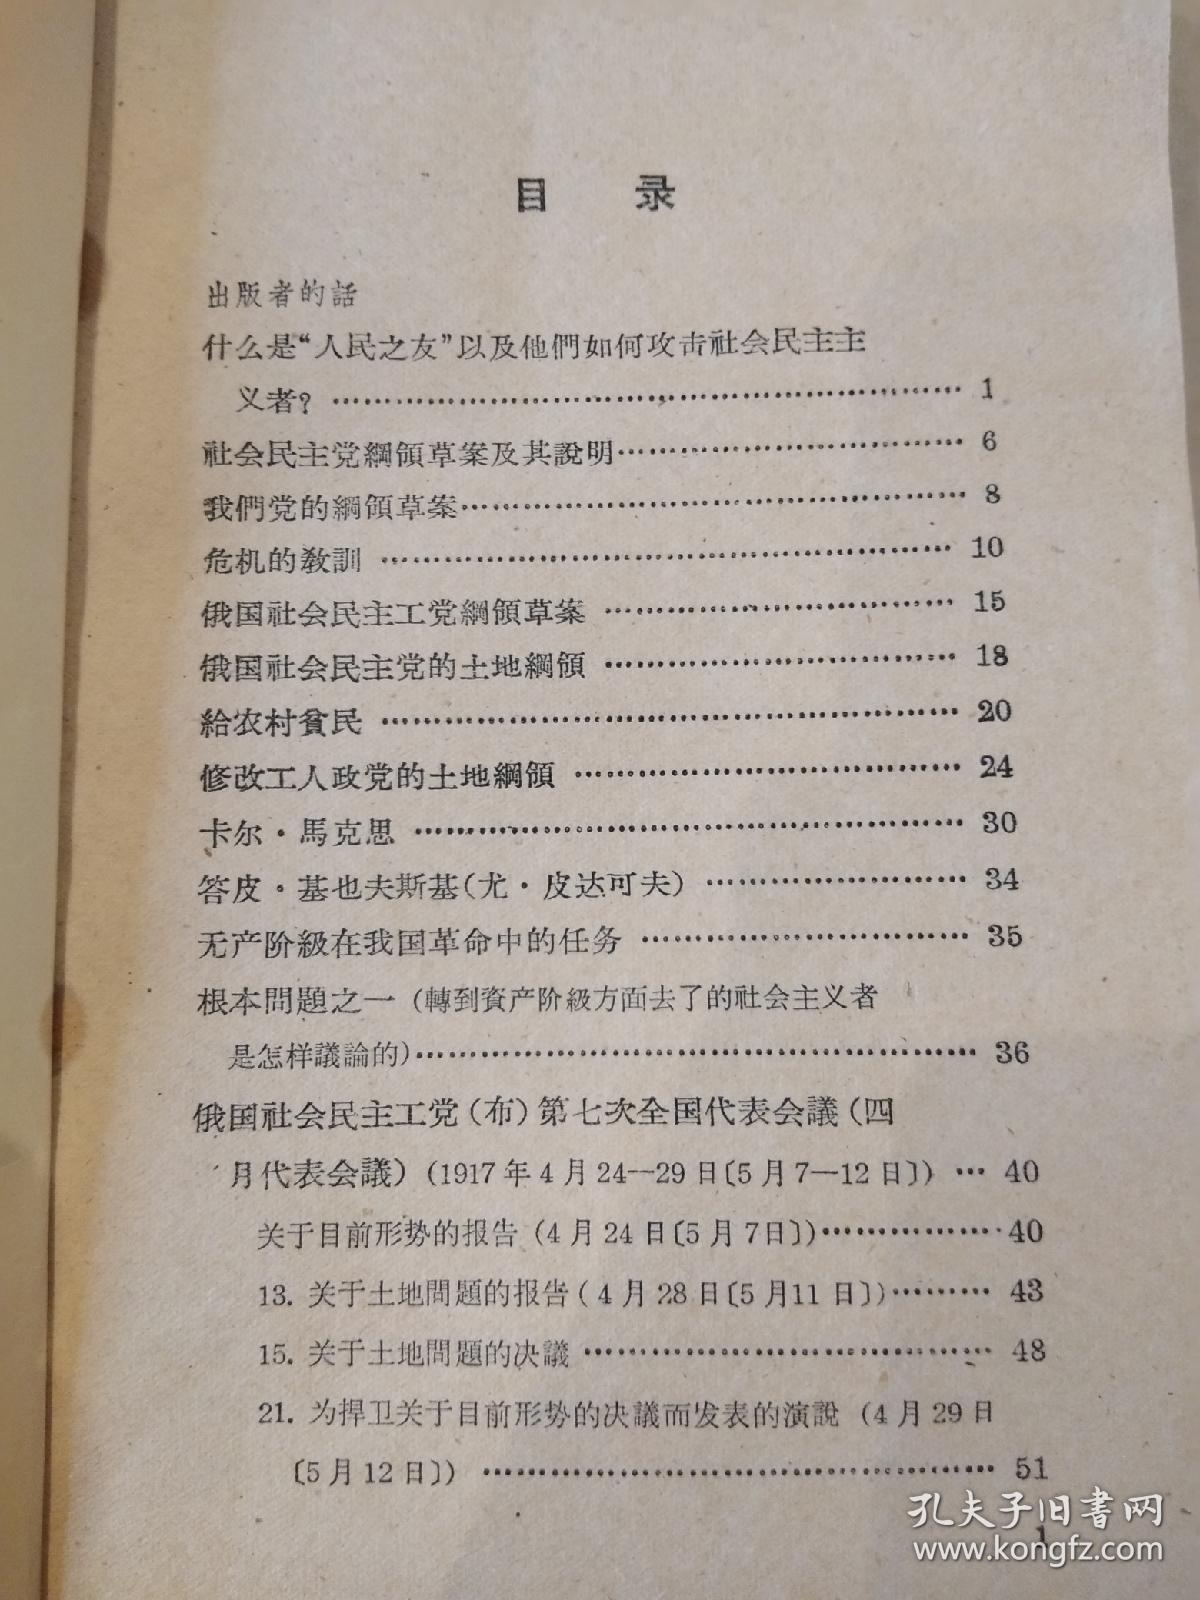 目 录
出版者的話
什么是“人民之友”以及他們如何攻击社会民主主
义者？ …… 1
社会民主党綱領草案及其說明 …… 6
我們党的綱領草案 …… 8
危机的教訓 …… 10
俄国社会民主工党綱領草案 …… 15
俄国社会民主党的土地綱領 …… 18
給农村貧民 …… 20
修改工人政党的土地綱領 …… 24
卡尔·馬克思 …… 30
答皮·基也夫斯基(尤·皮达可夫) …… 34
无产阶級在我国革命中的任务 …… 35
根本問題之一 (轉到資产阶級方面去了的社会主义者
是怎样議論的) …… 36
俄国社会民主工党(布)第七次全国代表会議(四
月代表会議) (1917年4月24—29日〔5月7—12日〕) … 40
关于目前形势的报告 (4月24日〔5月7日〕) …… 40
13. 关于土地問題的报告 (4月28日〔5月11日〕) …… 43
15. 关于土地問題的决議 …… 48
21. 为捍卫关于目前形势的决議而发表的演說 (4月29日
〔5月12日〕) …… 51
1
孔夫子旧書网
www.kongfz.com